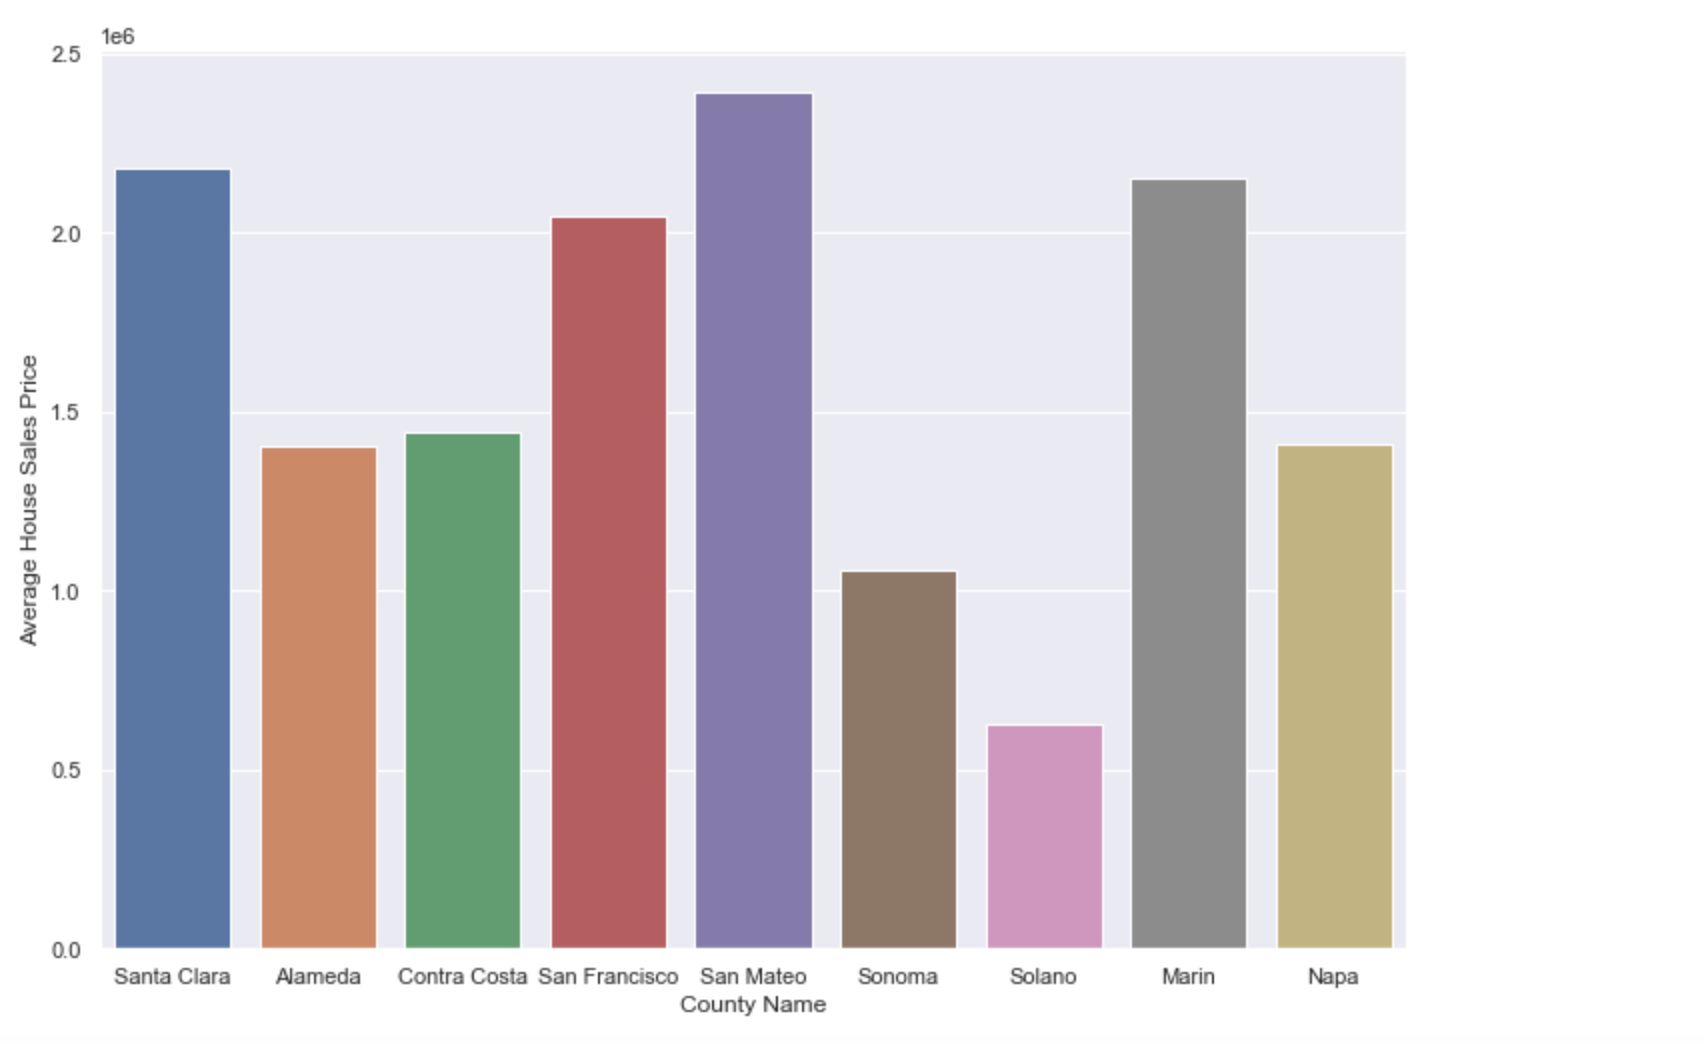 1e6
2.5
2.0
1.5
1.0
0.5
0.0
Average House Sales Price
Santa Clara Alameda Contra Costa San Francisco San Mateo Sonoma Solano Marin Napa
County Name